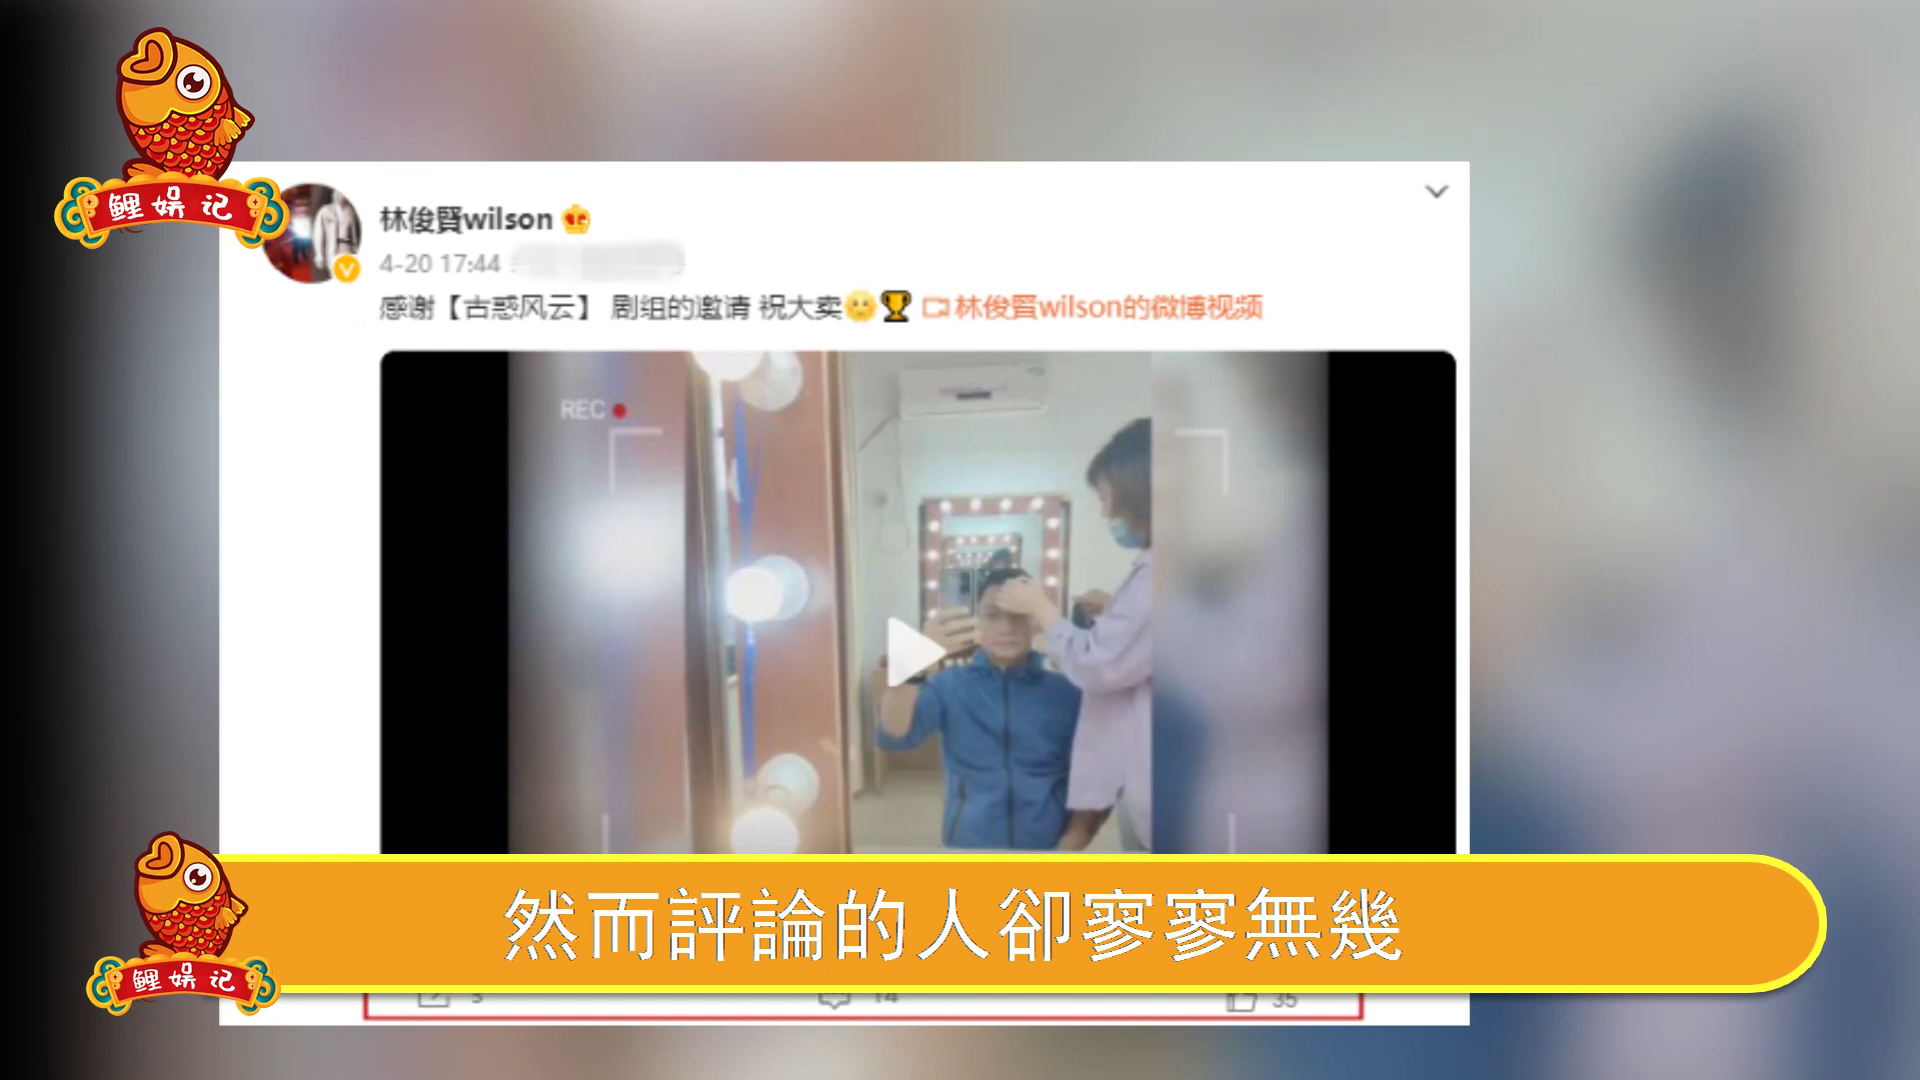 鲤娱记
林俊賢wilson
4-20 17:44
感谢【古惑风云】 剧组的邀请 祝大卖 林俊賢wilson的微博视频
REC
然而評論的人卻寥寥無幾
鲤娱记
3 14 35